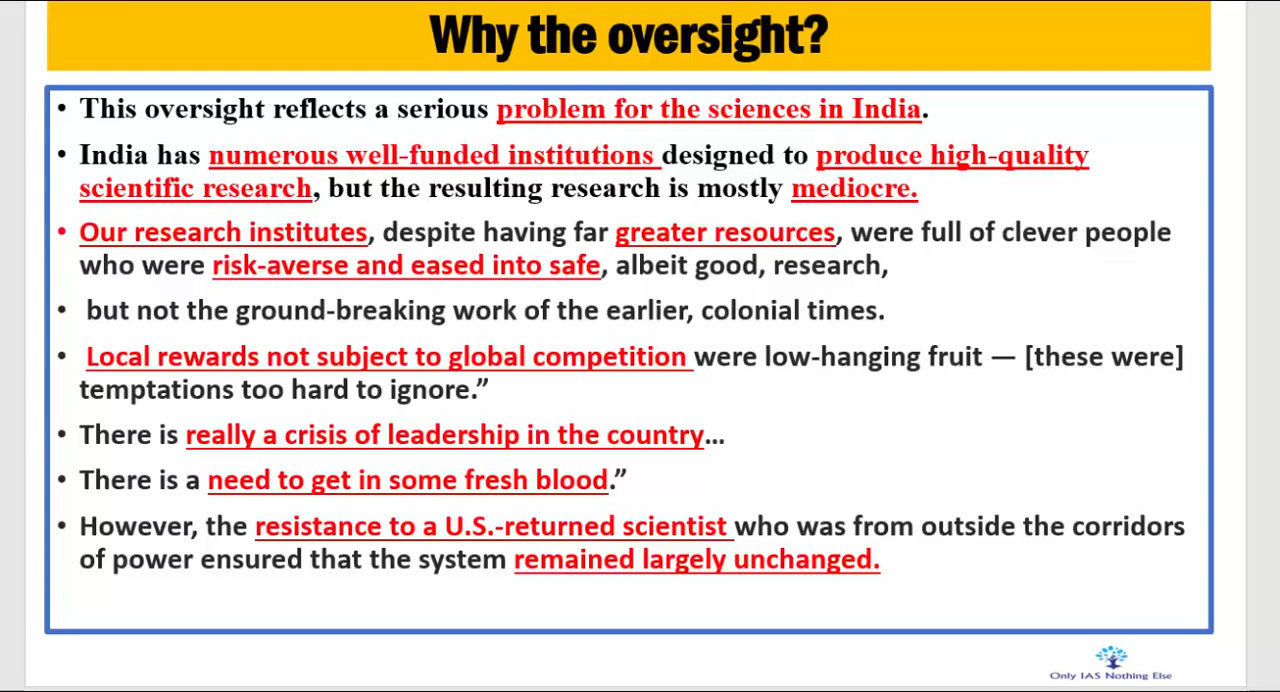 Why the oversight?
• This oversight reflects a serious problem for the sciences in India.
• India has numerous well-funded institutions designed to produce high-quality
scientific research, but the resulting research is mostly mediocre.
• Our research institutes, despite having far greater resources, were full of clever people
who were risk-averse and eased into safe, albeit good, research,
• but not the ground-breaking work of the earlier, colonial times.
• Local rewards not subject to global competition were low-hanging fruit — [these were]
temptations too hard to ignore.”
• There is really a crisis of leadership in the country…
• There is a need to get in some fresh blood.”
• However, the resistance to a U.S.-returned scientist who was from outside the corridors
of power ensured that the system remained largely unchanged.
Only IAS Nothing Else